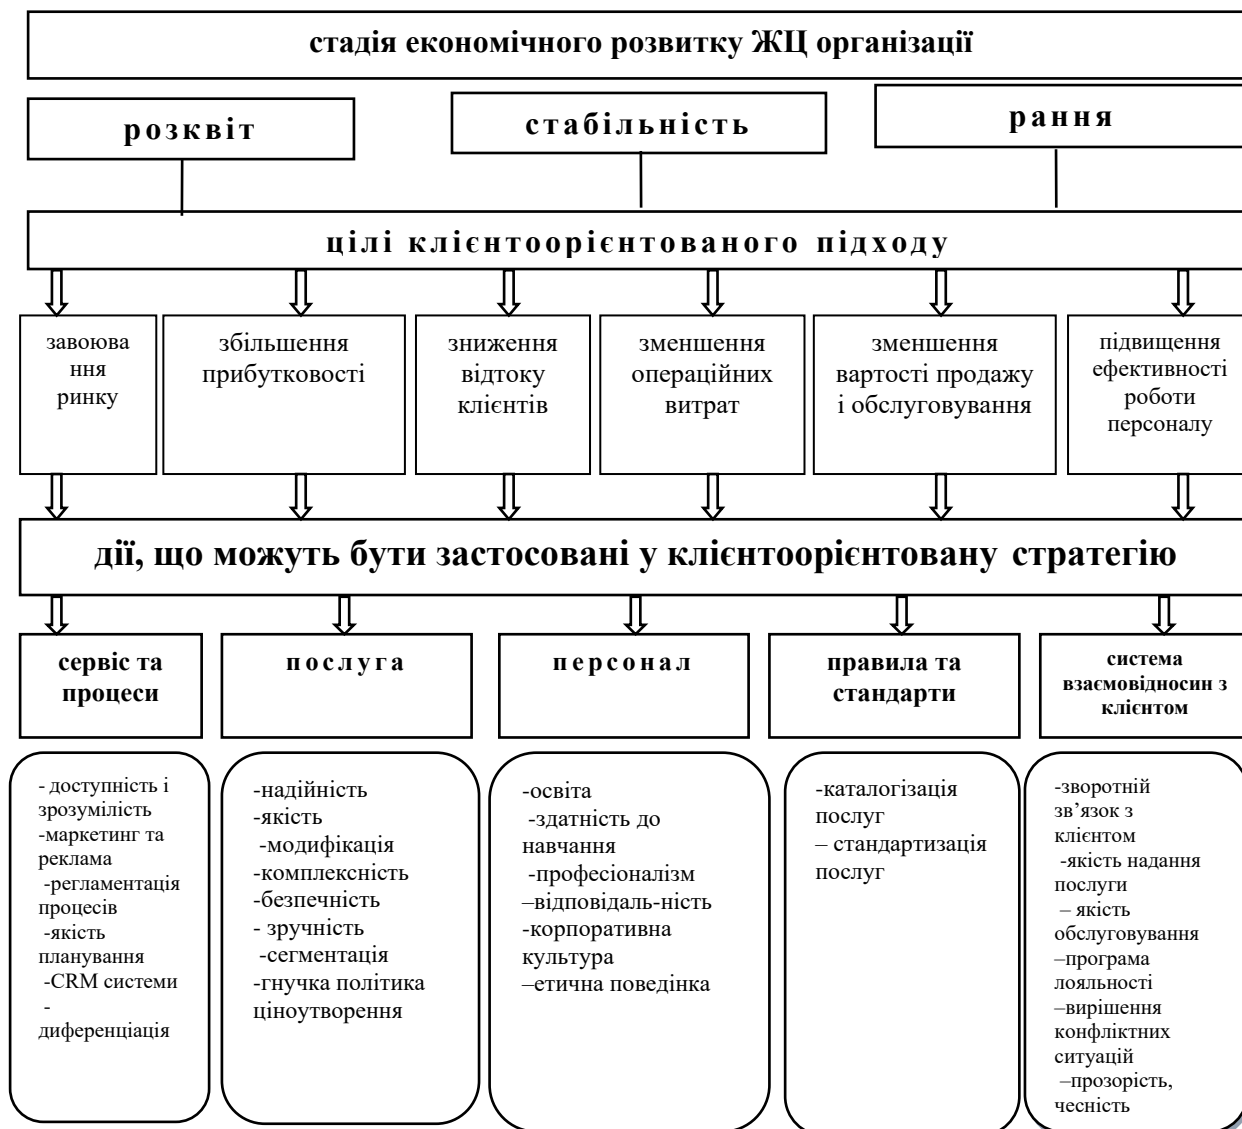 стадія економічного розвитку ЖЦ організації
розквіт
стабільність
рання
цілі клієнтоорієнтованого підходу
завоюва
ння
ринку
збільшення
прибутковості
зниження
відтоку
клієнтів
зменшення
операційних
витрат
зменшення
вартості продажу
і обслуговування
підвищення
ефективності
роботи
персоналу
дії, що можуть бути застосовані у клієнтоорієнтовану стратегію
сервіс та
процеси
послуга
персонал
правила та
стандарти
система
взаємовідносин з
клієнтом
- доступність і
зрозумілість
-маркетинг та
реклама
-регламентація
процесів
-якість
планування
-CRM системи
-
диференціація
-надійність
-якість
-модифікація
-комплексність
-безпечність
- зручність
-сегментація
-гнучка політика
ціноутворення
-освіта
-здатність до
навчання
-професіоналізм
–відповідаль-ність
-корпоративна
культура
–етична поведінка
-каталогізація
послуг
– стандартизація
послуг
-зворотній
зв’язок з
клієнтом
-якість надання
послуги
– якість
обслуговування
–програма
лояльності
–вирішення
конфліктних
ситуацій
–прозорість,
чесність